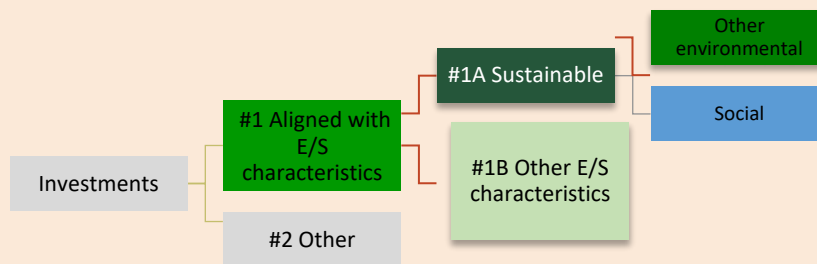 Other
environmental
#1A Sustainable
Social
#1 Aligned with
E/S
characteristics
#1B Other E/S
characteristics
Investments
#2 Other